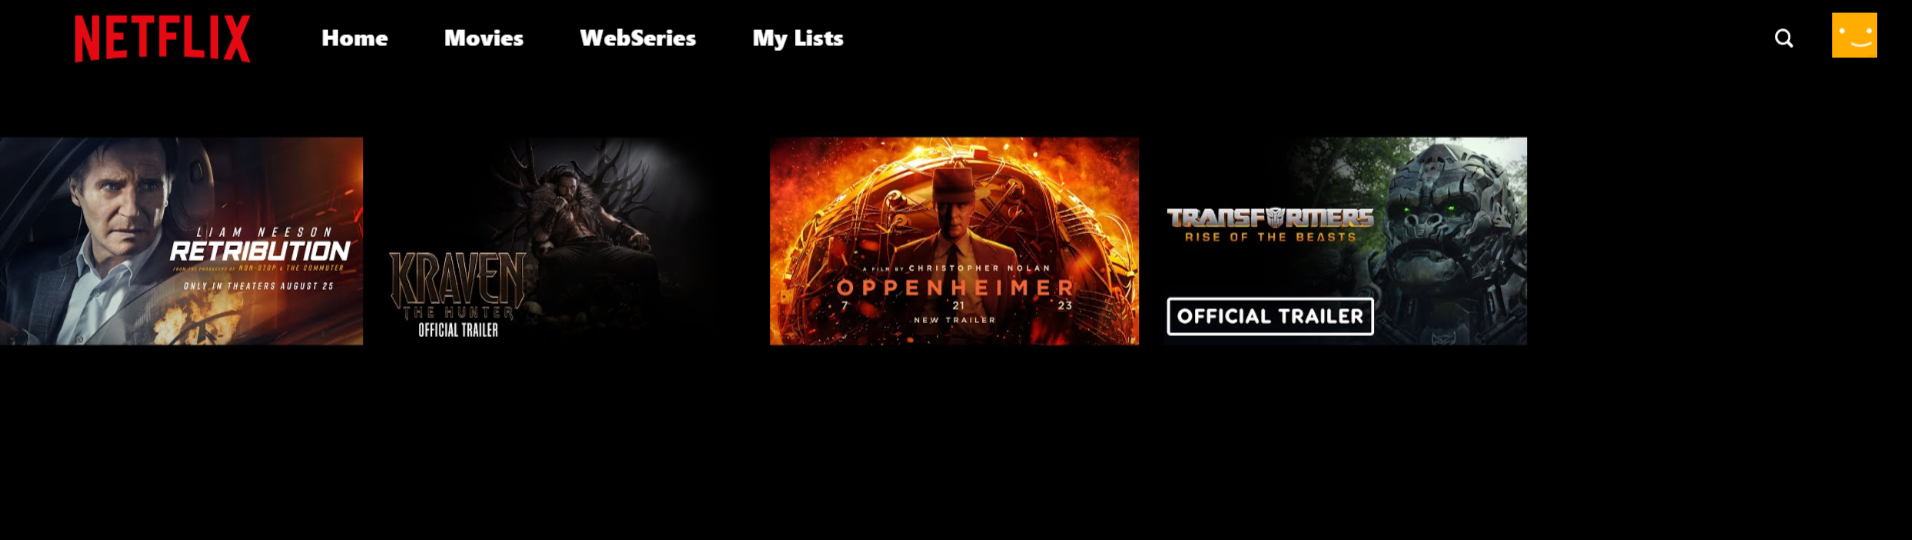 NETFLIX
Home
Movies
WebSeries
My Lists
LIAM NEESON
RETRIBUTION
FROM THE PRODUCERS OF NON-STOP & THE COMMUTER
ONLY IN THEATERS AUGUST 25
KRAVEN
THE HUNTER
OFFICIAL TRAILER
A FILM BY CHRISTOPHER NOLAN
OPPENHEIMER
7 21 23
NEW TRAILER
TRANSFORMERS
RISE OF THE BEASTS
OFFICIAL TRAILER